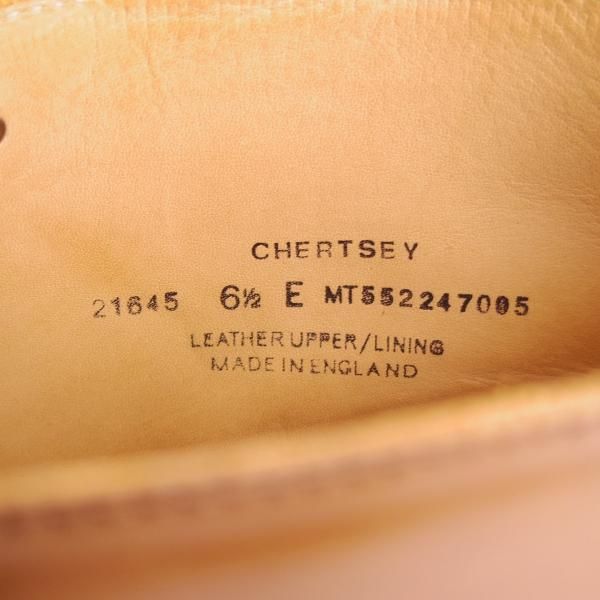 CHERTSEY
21645 6½ E MT552247005
LEATHER UPPER/LINING
MADE IN ENGLAND